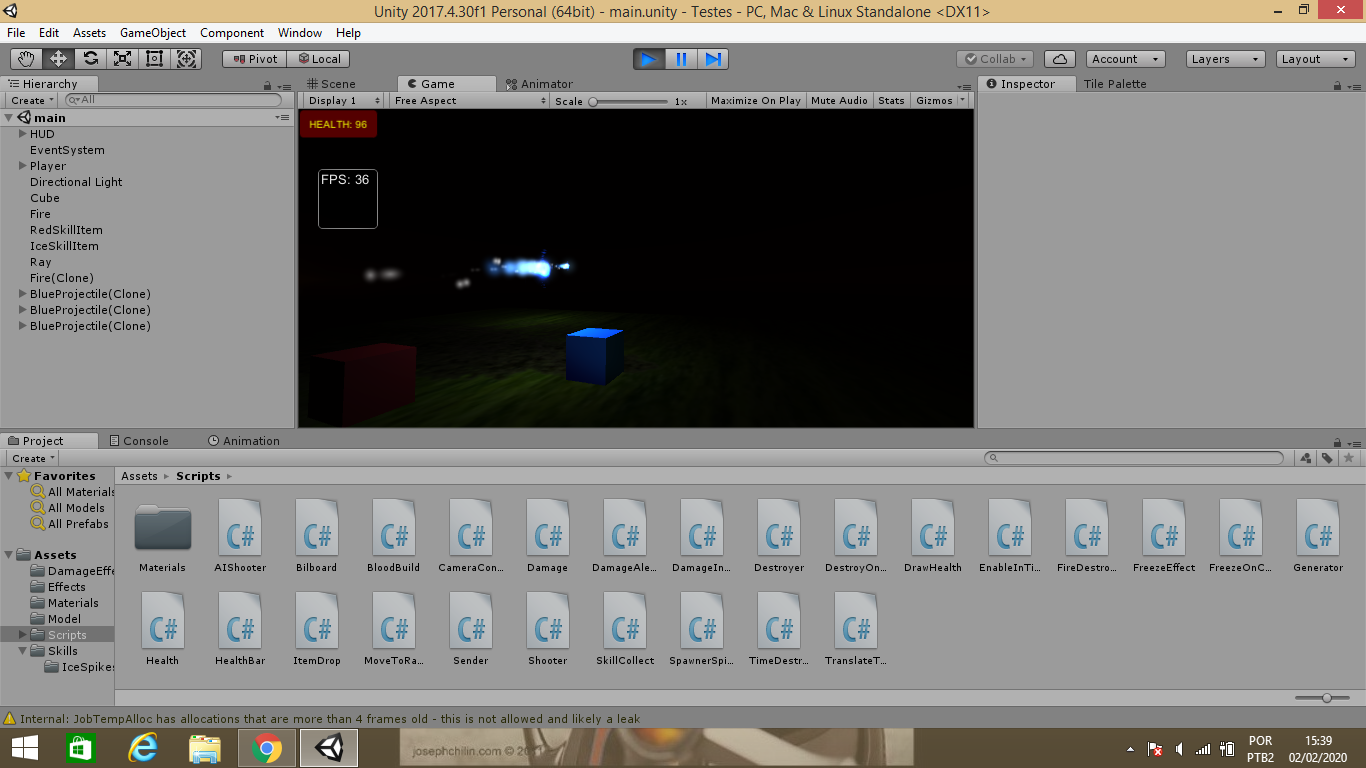 Unity 2017.4.30f1 Personal (64bit) - main.unity - Testes - PC, Mac & Linux Standalone <DX11>
File Edit Assets GameObject Component Window Help
Pivot Local Collab Account Layers Layout
Hierarchy
Create All
main
HUD
EventSystem
Player
Directional Light
Cube
Fire
RedSkillItem
IceSkillItem
Ray
Fire(Clone)
BlueProjectile(Clone)
BlueProjectile(Clone)
BlueProjectile(Clone)
Scene Game Animator
Display 1 Free Aspect Scale 1x Maximize On Play Mute Audio Stats Gizmos
HEALTH: 96
FPS: 36
Inspector Tile Palette
Project Console Animation
Create
Favorites
All Materials
All Models
All Prefabs
Assets
DamageEffe
Effects
Materials
Model
Scripts
Skills
IceSpikes
Assets Scripts
C# C# C# C# C# C# C# C# C# C# C# C# C# C# C#
Materials AIShooter Bilboard BloodBuild CameraCon... Damage DamageAle... DamageIn... Destroyer DestroyOn... DrawHealth EnableInTi... FireDestro... FreezeEffect FreezeOnC... Generator
C# C# C# C# C# C# C# C# C# C#
Health HealthBar ItemDrop MoveToRa... Sender Shooter SkillCollect SpawnerSpi... TimeDestr... TranslateT...
Internal: JobTempAlloc has allocations that are more than 4 frames old - this is not allowed and likely a leak
josephchilin.com ©
POR
PTB2
15:39
02/02/2020